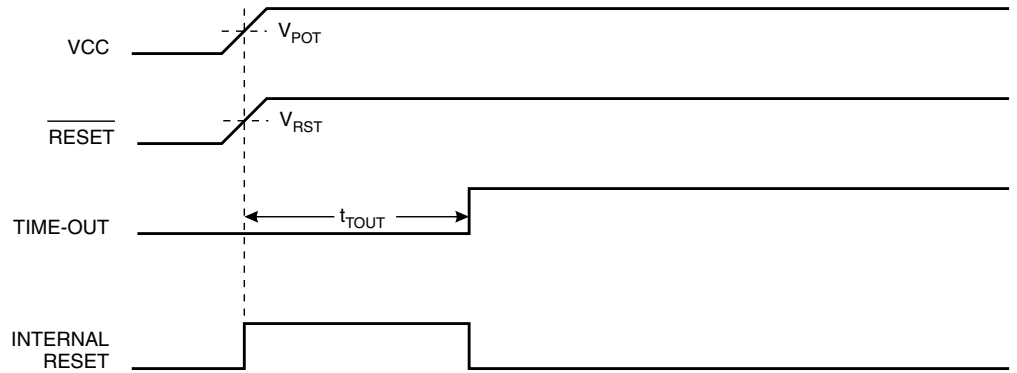 VCC
V_POT
RESET
V_RST
TIME-OUT
t_TOUT
INTERNAL
RESET